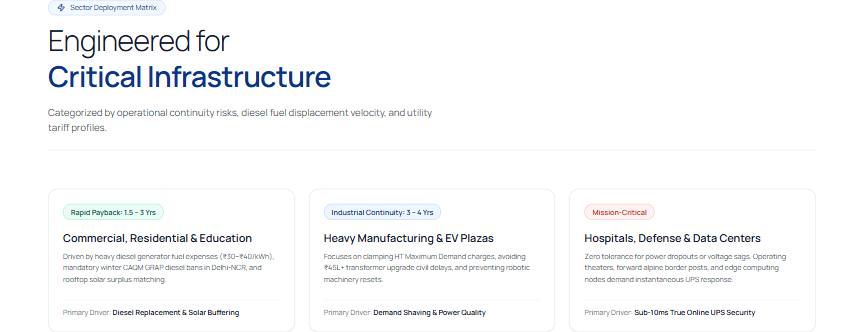 Sector Deployment Matrix
Engineered for
Critical Infrastructure
Categorized by operational continuity risks, diesel fuel displacement velocity, and utility
tariff profiles.
Rapid Payback: 1.5 – 3 Yrs
Commercial, Residential & Education
Driven by heavy diesel generator fuel expenses (₹30–₹40/kWh),
mandatory winter CAQM GRAP diesel bans in Delhi-NCR, and
rooftop solar surplus matching.
Primary Driver: Diesel Replacement & Solar Buffering
Industrial Continuity: 3 – 4 Yrs
Heavy Manufacturing & EV Plazas
Focuses on clamping HT Maximum Demand charges, avoiding
₹45L+ transformer upgrade civil delays, and preventing robotic
machinery resets.
Primary Driver: Demand Shaving & Power Quality
Mission-Critical
Hospitals, Defense & Data Centers
Zero tolerance for power dropouts or voltage sags. Operating
theaters, forward alpine border posts, and edge computing
nodes demand instantaneous UPS response.
Primary Driver: Sub-10ms True Online UPS Security